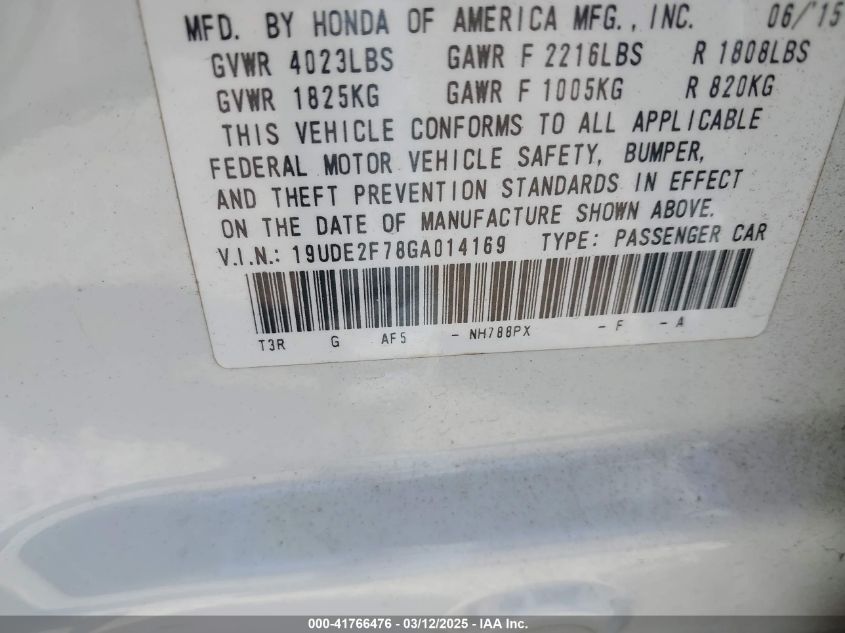 MFD. BY HONDA OF AMERICA MFG., INC. 06/'15
GVWR 4023LBS GAWR F 2216LBS R 1808LBS
GVWR 1825KG GAWR F 1005KG R 820KG
THIS VEHICLE CONFORMS TO ALL APPLICABLE
FEDERAL MOTOR VEHICLE SAFETY, BUMPER,
AND THEFT PREVENTION STANDARDS IN EFFECT
ON THE DATE OF MANUFACTURE SHOWN ABOVE.
V.I.N.: 19UDE2F78GA014169 TYPE: PASSENGER CAR
T3R G AF5 - NH788PX - F - A
000-41766476 - 03/12/2025 - IAA Inc.